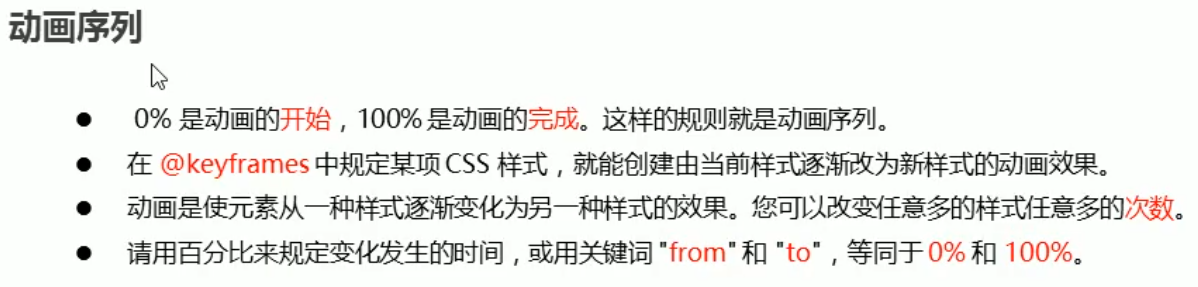 动画序列
● 0% 是动画的开始，100% 是动画的完成。这样的规则就是动画序列。
● 在 @keyframes 中规定某项 CSS 样式，就能创建由当前样式逐渐改为新样式的动画效果。
● 动画是使元素从一种样式逐渐变化为另一种样式的效果。您可以改变任意多的样式任意多的次数。
● 请用百分比来规定变化发生的时间，或用关键词 "from" 和 "to"，等同于 0% 和 100%。